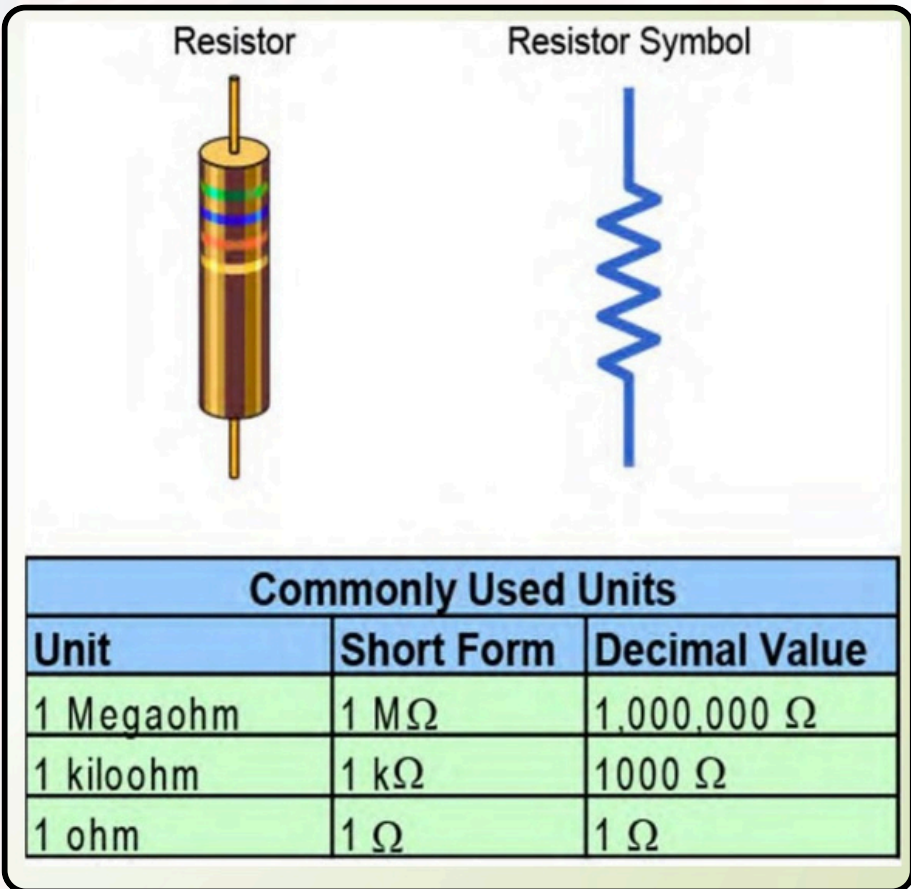 Resistor Resistor Symbol
Commonly Used Units
Unit Short Form Decimal Value
1 Megaohm 1 MΩ 1,000,000 Ω
1 kiloohm 1 kΩ 1000 Ω
1 ohm 1 Ω 1 Ω